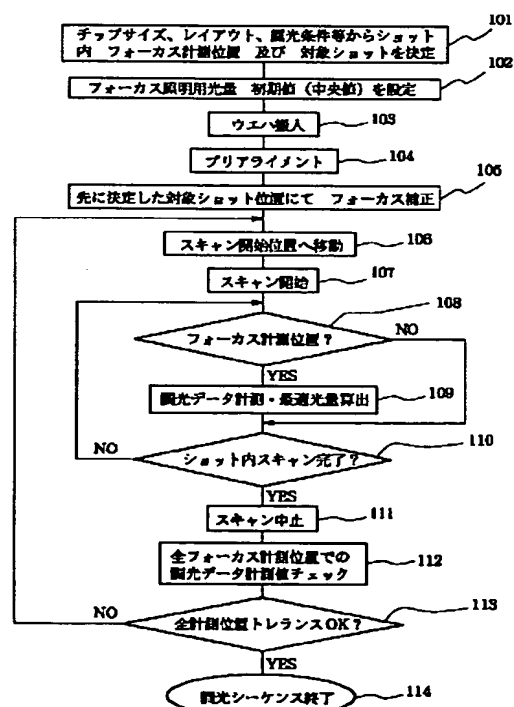 チップサイズ、レイアウト、調光条件等からショット
内 フォーカス計測位置 及び 対象ショットを決定
101
フォーカス照明用光量 初期値（中央値）を設定
102
ウエハ搬入
103
プリアライメント
104
先に決定した対象ショット位置にて フォーカス補正
105
スキャン開始位置へ移動
106
スキャン開始
107
フォーカス計測位置？
108
NO
YES
調光データ計測・最適光量算出
109
ショット内スキャン完了？
110
NO
YES
スキャン中止
111
全フォーカス計測位置での
調光データ計測値チェック
112
全計測位置トレランスOK？
113
NO
YES
調光シーケンス終了
114